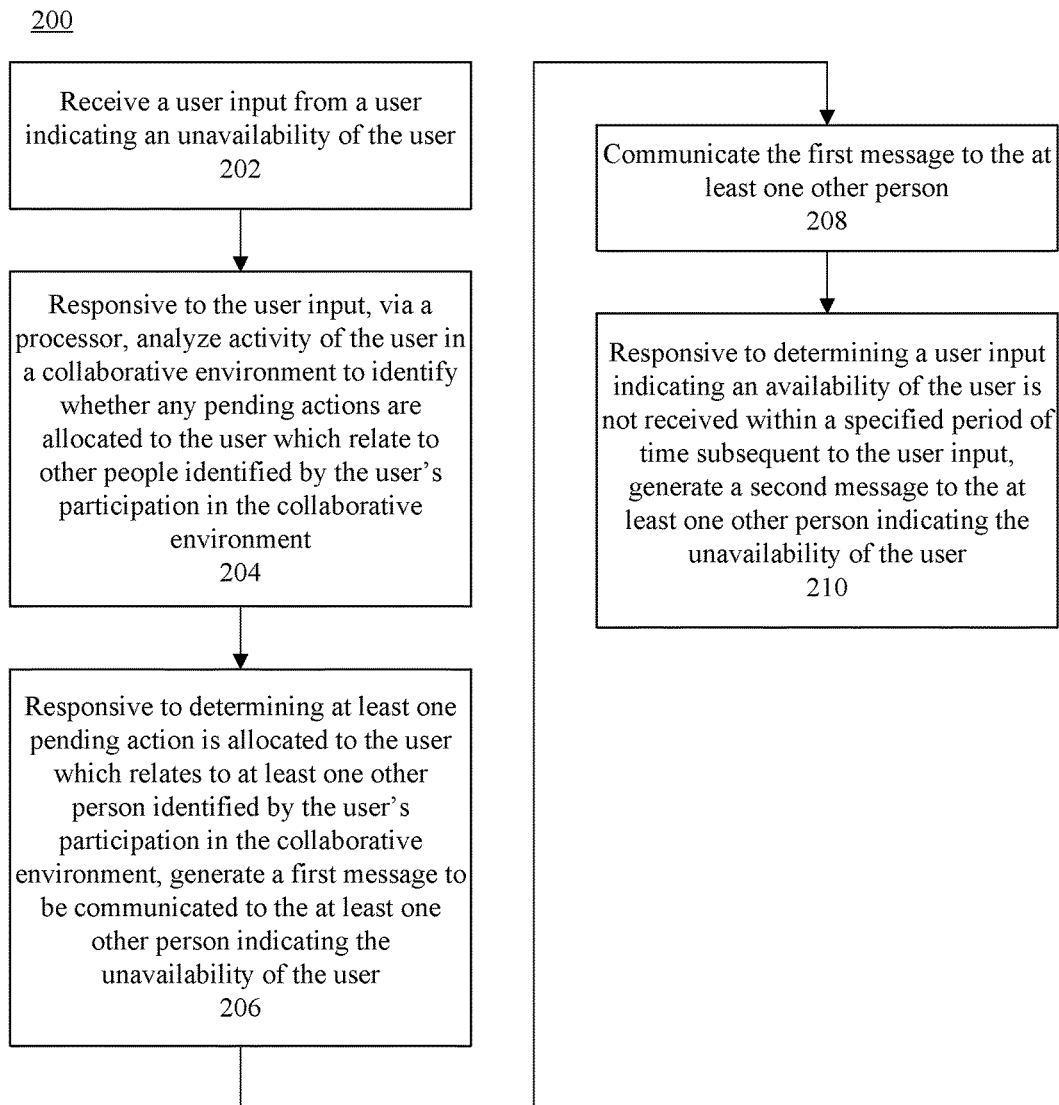 200
Receive a user input from a user
indicating an unavailability of the user
202
Responsive to the user input, via a
processor, analyze activity of the user in
a collaborative environment to identify
whether any pending actions are
allocated to the user which relate to
other people identified by the user's
participation in the collaborative
environment
204
Responsive to determining at least one
pending action is allocated to the user
which relates to at least one other
person identified by the user's
participation in the collaborative
environment, generate a first message to
be communicated to the at least one
other person indicating the
unavailability of the user
206
Communicate the first message to the at
least one other person
208
Responsive to determining a user input
indicating an availability of the user is
not received within a specified period of
time subsequent to the user input,
generate a second message to the at
least one other person indicating the
unavailability of the user
210